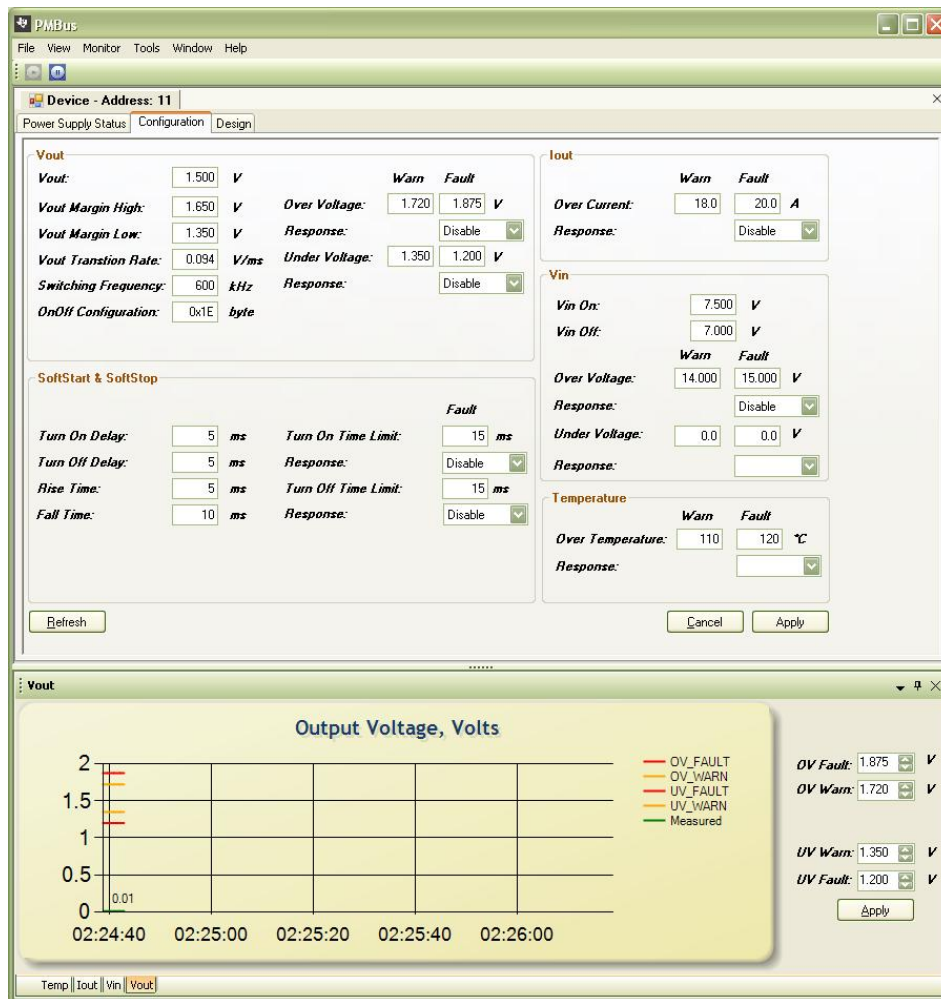 PMBus
File View Monitor Tools Window Help
Device - Address: 11
Power Supply Status Configuration Design
Vout
Vout: 1.500 V
Warn Fault
Vout Margin High: 1.650 V
Over Voltage: 1.720 1.875 V
Vout Margin Low: 1.350 V
Response: Disable
Vout Transtion Rate: 0.094 V/ms
Under Voltage: 1.350 1.200 V
Switching Frequency: 600 kHz
Response: Disable
OnOff Configuration: 0x1E byte
SoftStart & SoftStop
Fault
Turn On Delay: 5 ms
Turn On Time Limit: 15 ms
Turn Off Delay: 5 ms
Response: Disable
Rise Time: 5 ms
Turn Off Time Limit: 15 ms
Fall Time: 10 ms
Response: Disable
Iout
Warn Fault
Over Current: 18.0 20.0 A
Response: Disable
Vin
Vin On: 7.500 V
Vin Off: 7.000 V
Warn Fault
Over Voltage: 14.000 15.000 V
Response: Disable
Under Voltage: 0.0 0.0 V
Response:
Temperature
Warn Fault
Over Temperature: 110 120 °C
Response:
Refresh
Cancel Apply
Vout
Output Voltage, Volts
2
1.5
1
0.5
0
0.01
02:24:40 02:25:00 02:25:20 02:25:40 02:26:00
OV_FAULT
OV_WARN
UV_FAULT
UV_WARN
Measured
OV Fault: 1.875 V
OV Warn: 1.720 V
UV Warn: 1.350 V
UV Fault: 1.200 V
Apply
Temp Iout Vin Vout